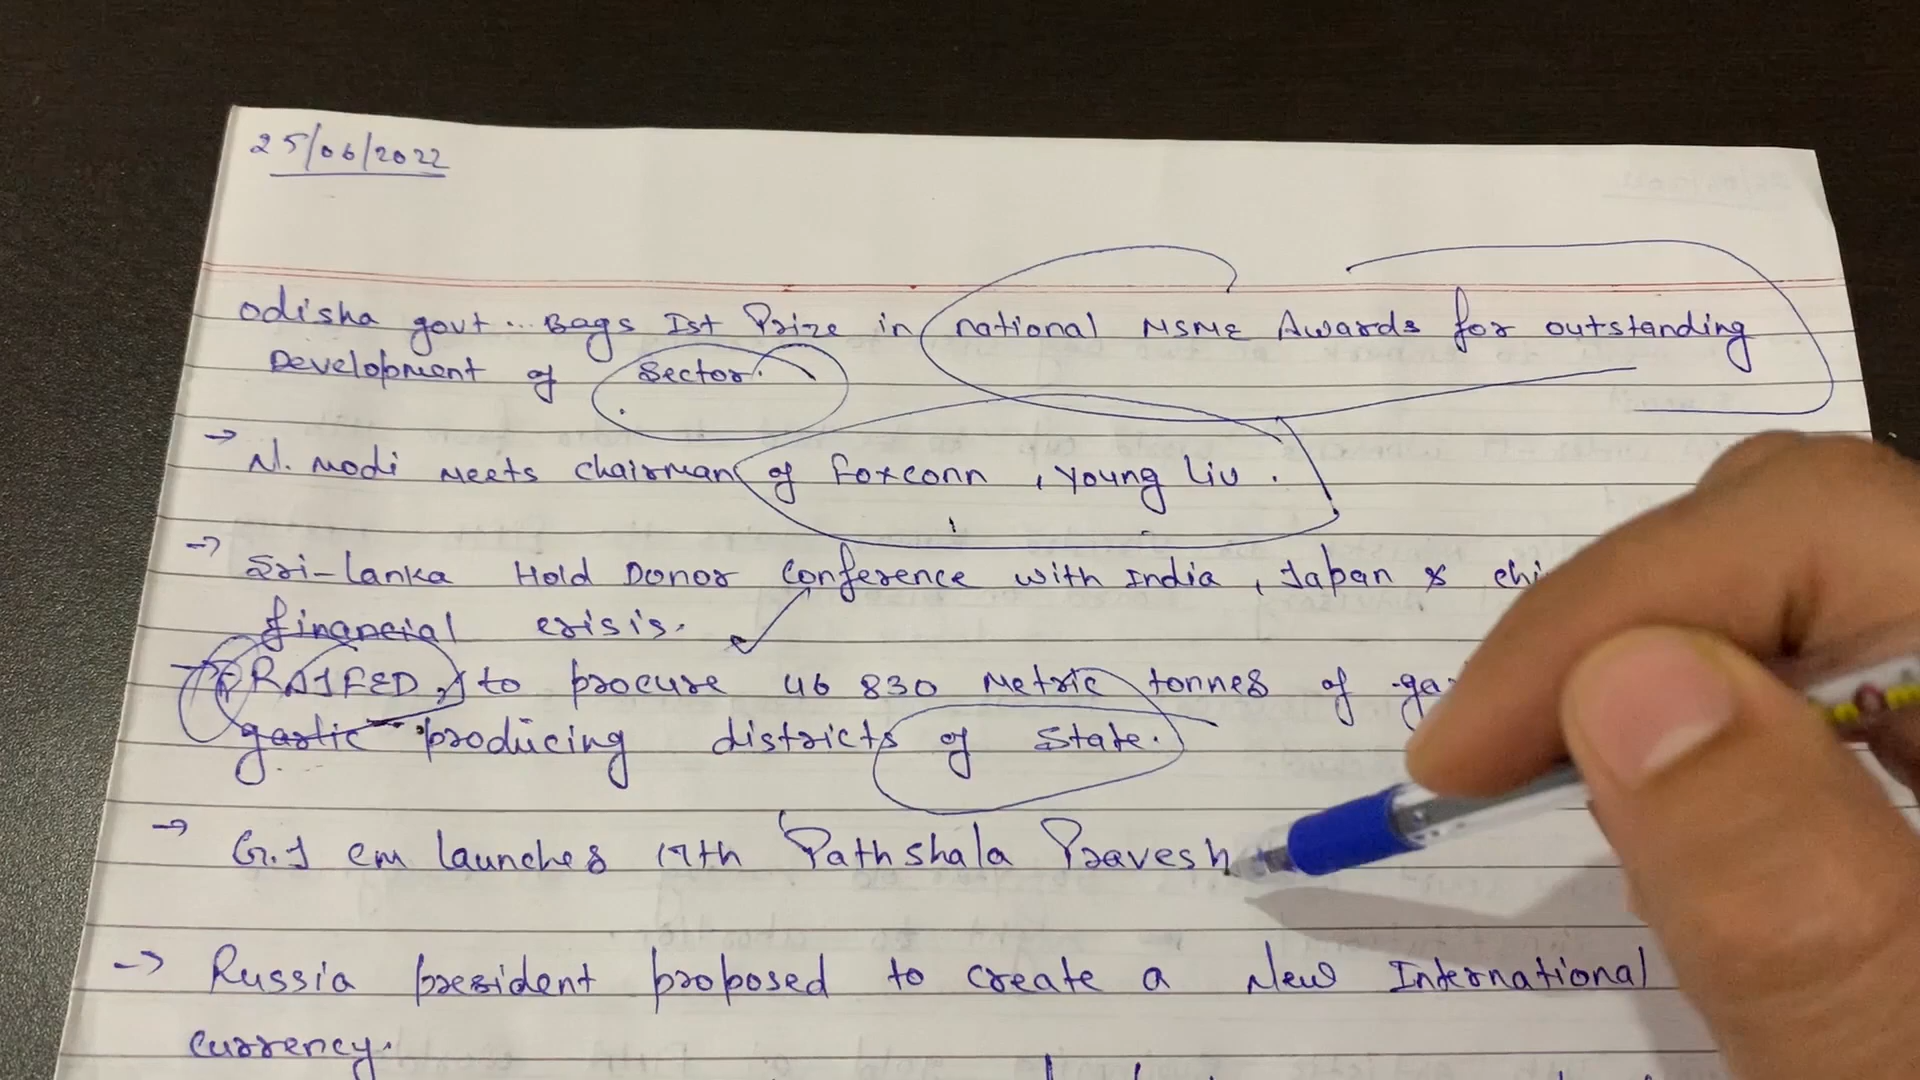 25/06/2022
odisha govt... Bags Ist Prize in national MSME Awards for outstanding
Development of Sector.
→ N. Modi meets chairman of Foxconn, young Liu.
→ Sri-lanka Hold Donor Conference with India, Japan &
financial crisis.
→ RAJFED, to procure 46 830 Metric tonnes of
garlic producing districts of State.
→ G.J cm launches 17th Pathshala Pravesh
→ Russia president proposed to create a New International
currency.